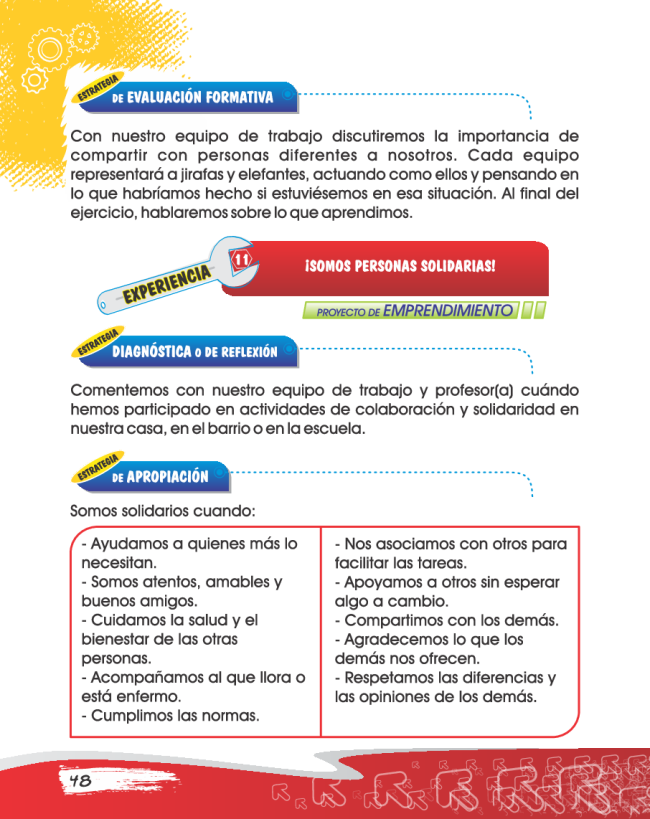 ESTRATEGIA
DE EVALUACIÓN FORMATIVA
Con nuestro equipo de trabajo discutiremos la importancia de
compartir con personas diferentes a nosotros. Cada equipo
representará a jirafas y elefantes, actuando como ellos y pensando en
lo que habríamos hecho si estuviésemos en esa situación. Al final del
ejercicio, hablaremos sobre lo que aprendimos.
EXPERIENCIA 11
¡SOMOS PERSONAS SOLIDARIAS!
PROYECTO DE EMPRENDIMIENTO
ESTRATEGIA
DIAGNÓSTICA O DE REFLEXIÓN
Comentemos con nuestro equipo de trabajo y profesor(a) cuándo
hemos participado en actividades de colaboración y solidaridad en
nuestra casa, en el barrio o en la escuela.
ESTRATEGIA
DE APROPIACIÓN
Somos solidarios cuando:
- Ayudamos a quienes más lo
necesitan.
- Somos atentos, amables y
buenos amigos.
- Cuidamos la salud y el
bienestar de las otras
personas.
- Acompañamos al que llora o
está enfermo.
- Cumplimos las normas.
- Nos asociamos con otros para
facilitar las tareas.
- Apoyamos a otros sin esperar
algo a cambio.
- Compartimos con los demás.
- Agradecemos lo que los
demás nos ofrecen.
- Respetamos las diferencias y
las opiniones de los demás.
48